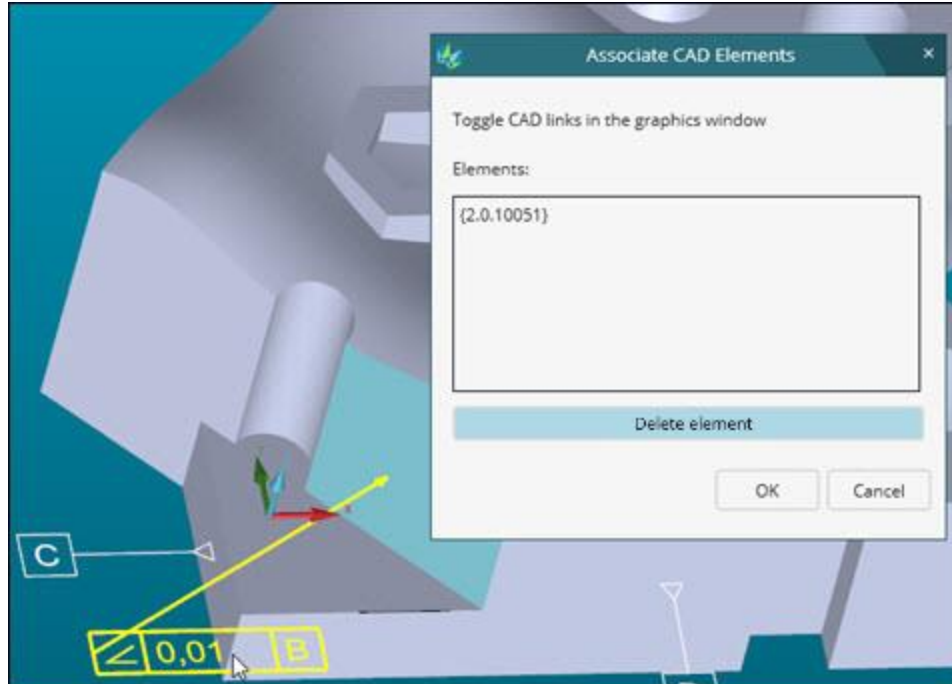 Associate CAD Elements
Toggle CAD links in the graphics window
Elements:
{2.0.10051}
Delete element
OK Cancel
C
∠ 0,01 B